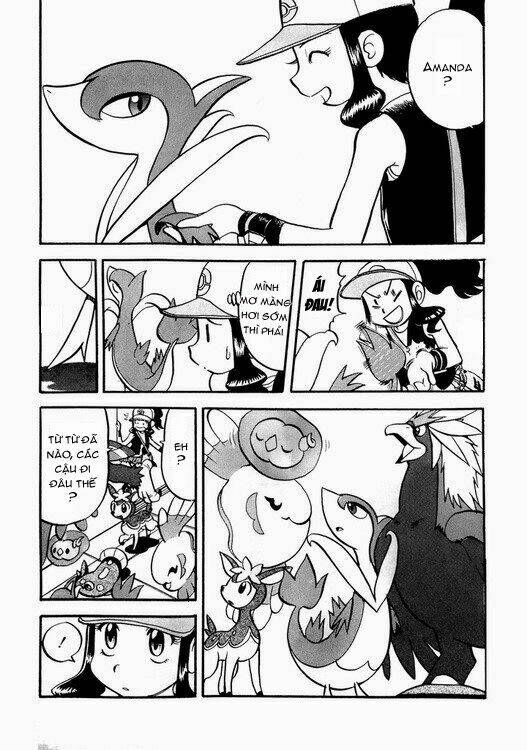 AMANDA
?
ÁI
ĐAU!
MÌNH
MƠ MÀNG
HƠI SỚM
THÌ PHẢI
EH
?
TỪ TỪ ĐÃ
NÀO, CÁC
CẬU ĐI
ĐÂU THẾ
!